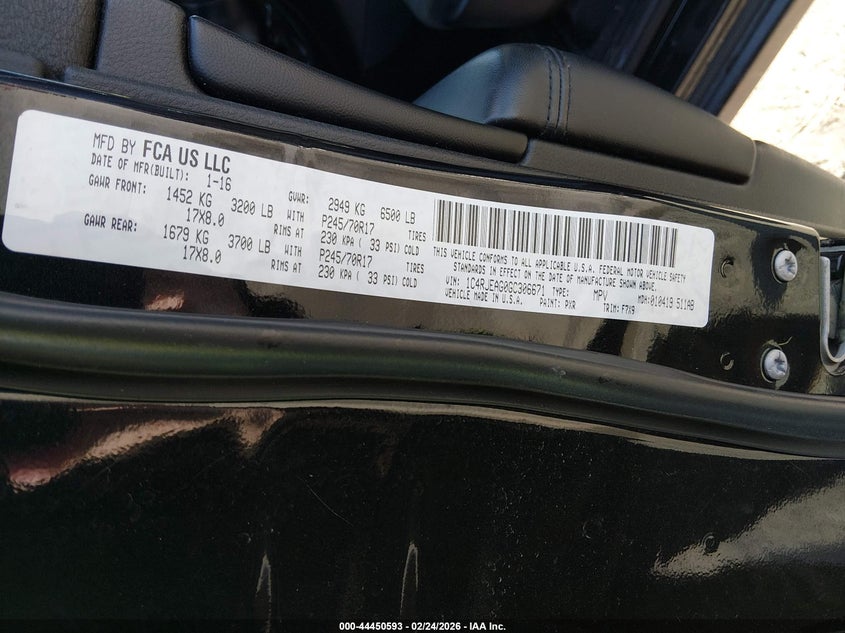 MFD BY FCA US LLC
DATE OF MFR(BUILT): 1-16
GVWR: 2949 KG 6500 LB
GAWR FRONT: 1452 KG 3200 LB WITH P245/70R17 TIRES
17X8.0 RIMS AT 230 KPA ( 33 PSI) COLD
GAWR REAR: 1679 KG 3700 LB WITH P245/70R17 TIRES
17X8.0 RIMS AT 230 KPA ( 33 PSI) COLD
THIS VEHICLE CONFORMS TO ALL APPLICABLE U.S.A. FEDERAL MOTOR VEHICLE SAFETY
STANDARDS IN EFFECT ON THE DATE OF MANUFACTURE SHOWN ABOVE.
VIN: 1C4RJEAG0GC306671 TYPE: MPV MDH:010419 511AB
VEHICLE MADE IN U.S.A. PAINT: PXR TRIM: F7X9
000-44450593 - 02/24/2026 - IAA Inc.